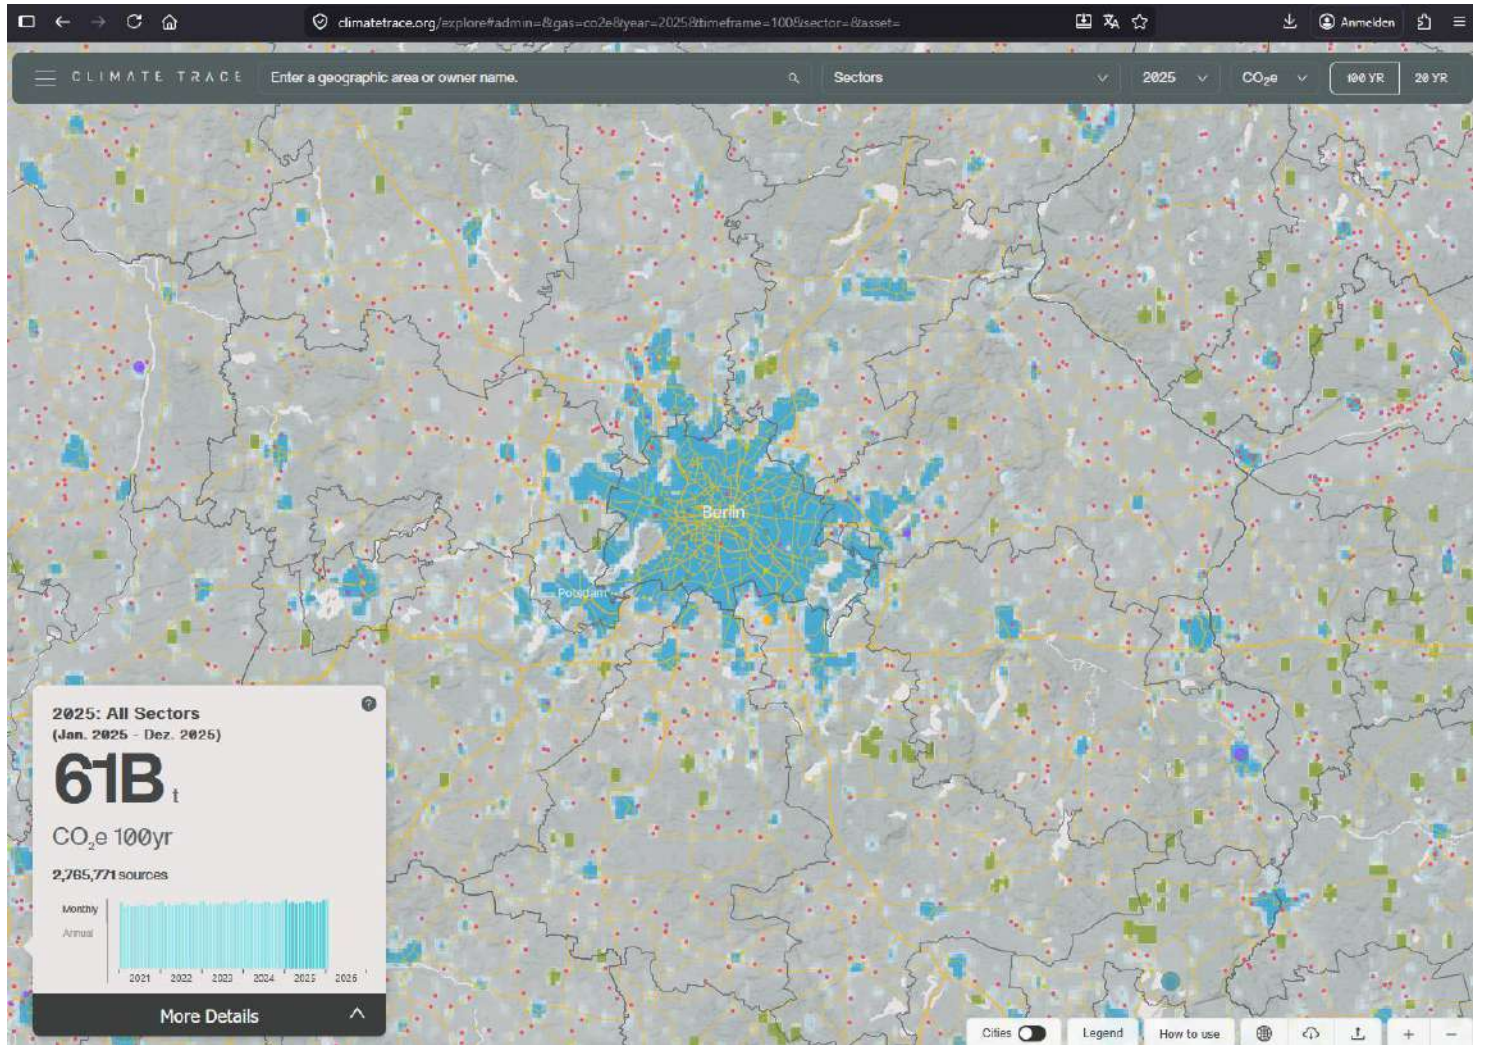 climatetrace.org/explore#admin=&gas=co2e&year=2025&timeframe=100&sector=&asset=
Anmelden
CLIMATE TRACE
Enter a geographic area or owner name.
Sectors
2025
CO₂e
100 YR
20 YR
Berlin
Potsdam
2025: All Sectors
(Jan. 2025 - Dez. 2025)
61B t
CO₂e 100yr
2,765,771 sources
Monthly
Annual
2021 2022 2023 2024 2025 2026
More Details
Cities
Legend
How to use
+
−